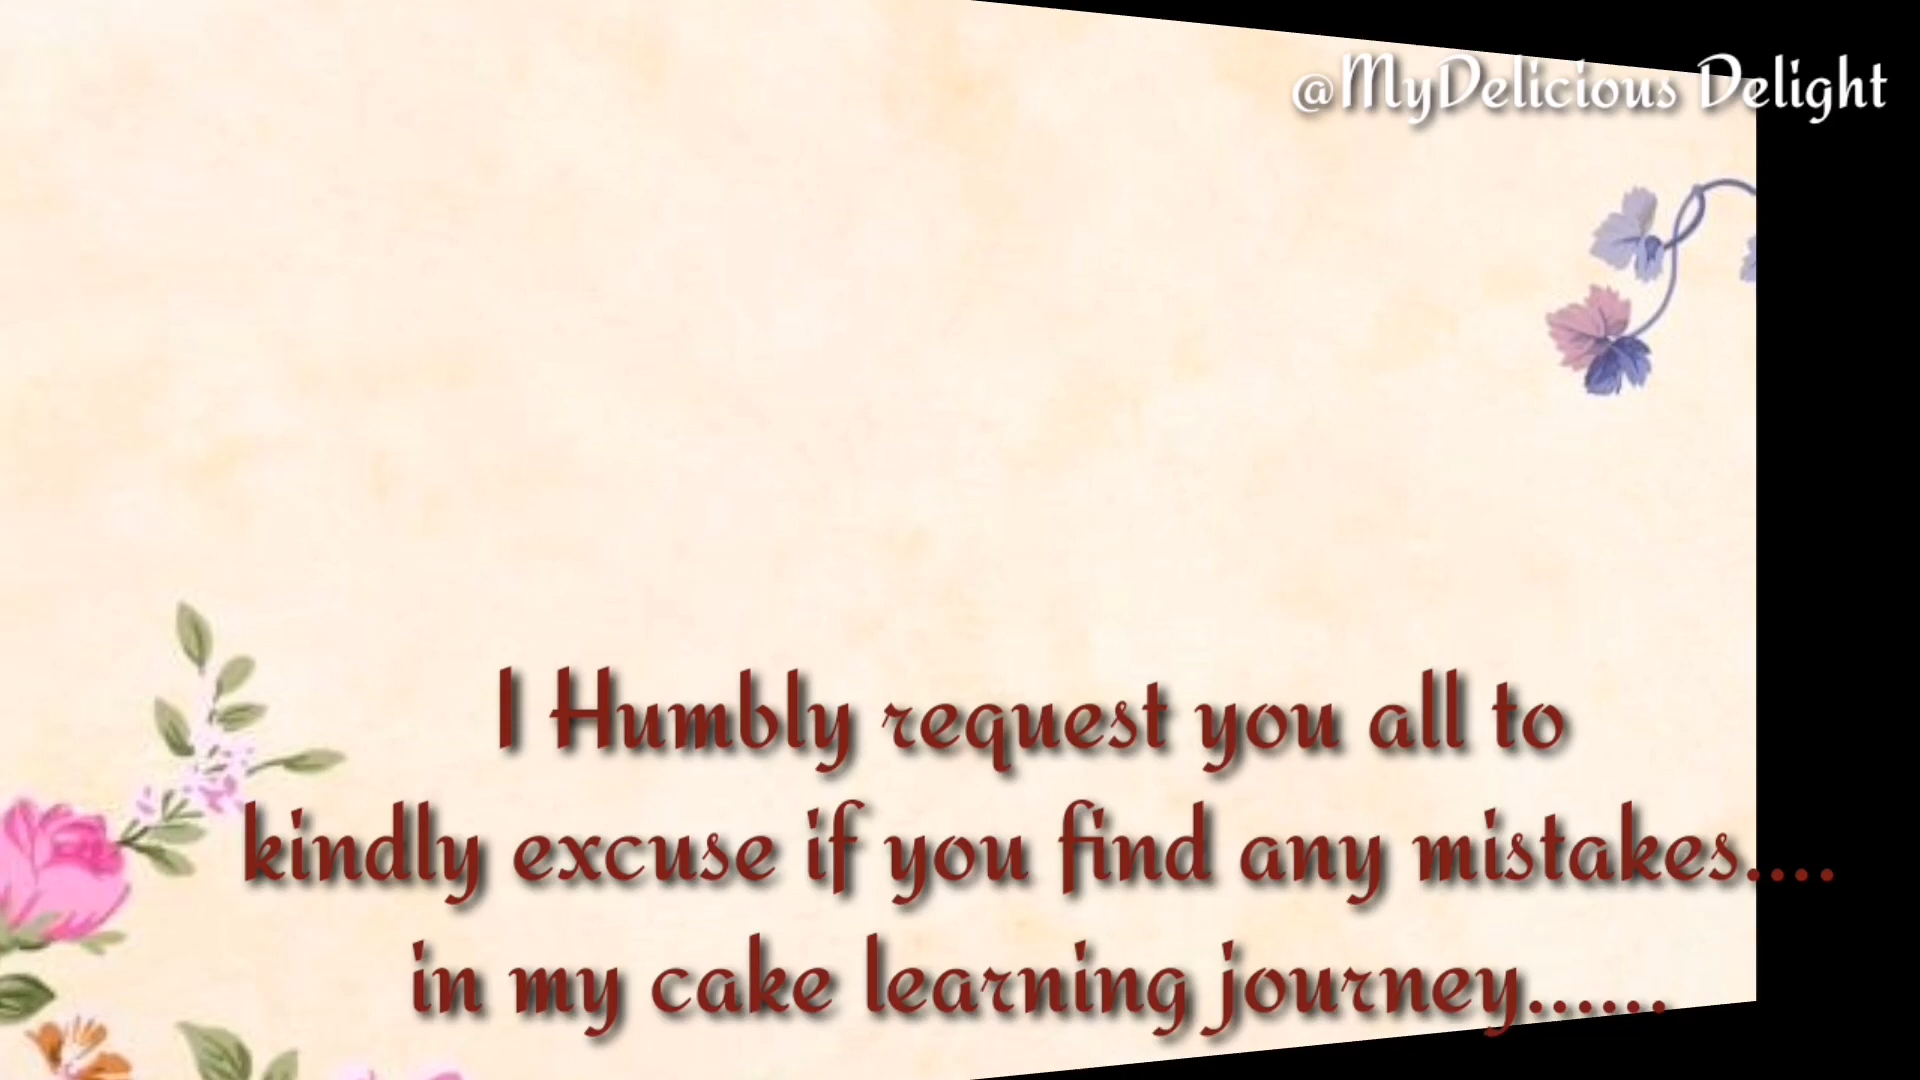 @MyDelicious Delight
I Humbly request you all to
kindly excuse if you find any mistakes....
in my cake learning journey......